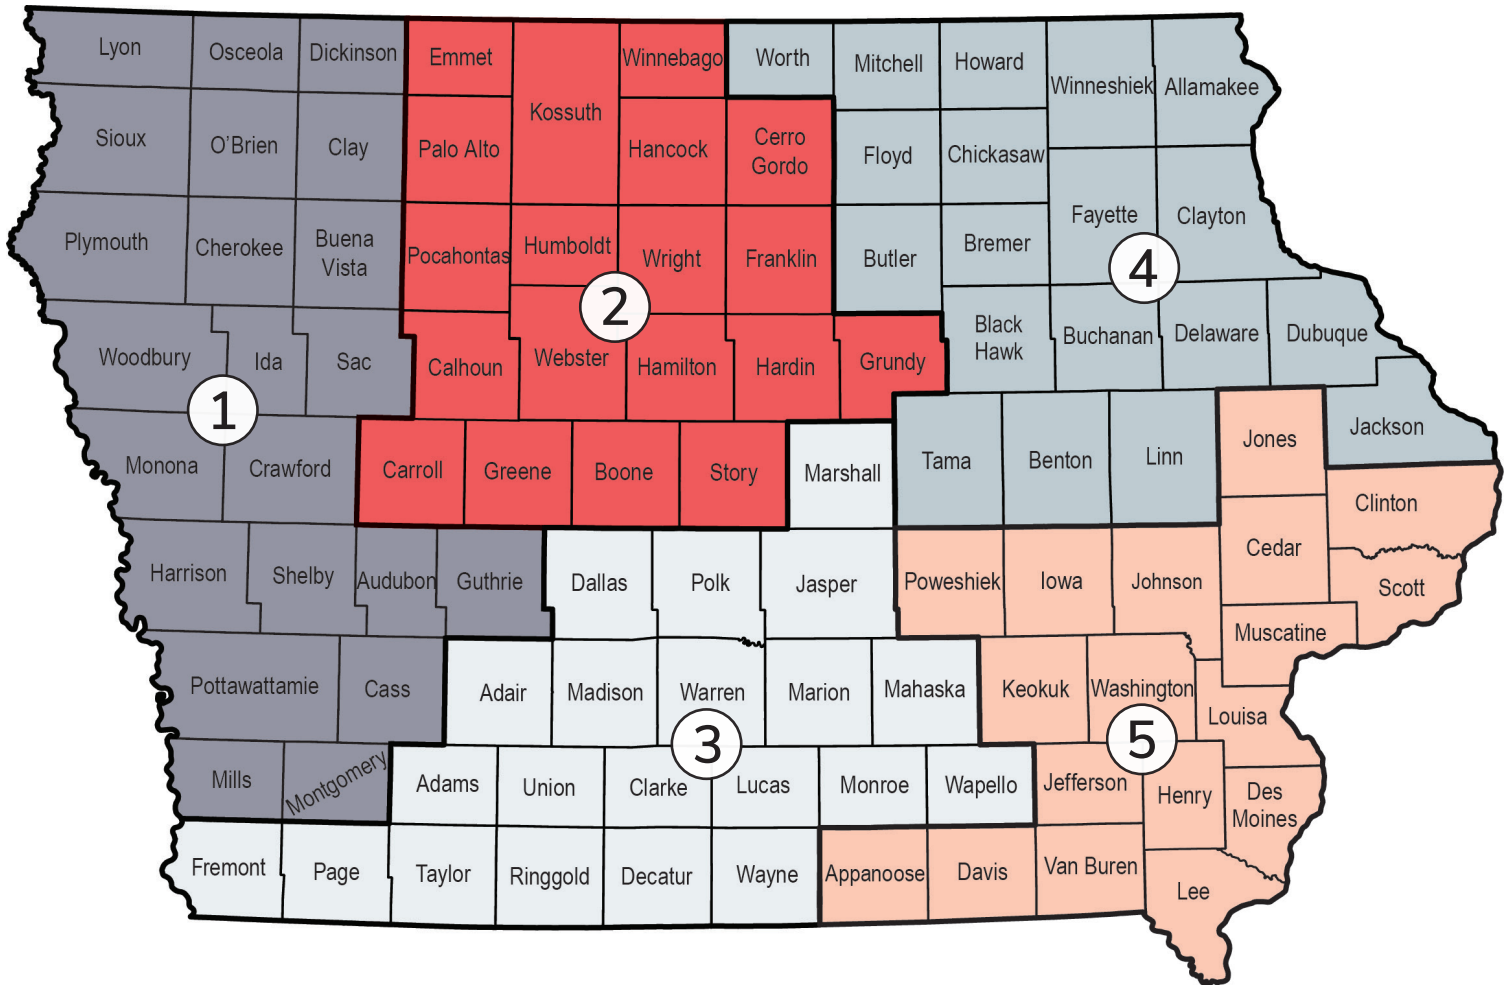 Lyon
Osceola
Dickinson
Emmet
Kossuth
Winnebago
Worth
Mitchell
Howard
Winneshiek
Allamakee
Sioux
O'Brien
Clay
Palo Alto
Hancock
Cerro
Gordo
Floyd
Chickasaw
Fayette
Clayton
Plymouth
Cherokee
Buena
Vista
Pocahontas
Humboldt
Wright
Franklin
Butler
Bremer
4
2
Woodbury
Ida
Sac
Calhoun
Webster
Hamilton
Hardin
Grundy
Black
Hawk
Buchanan
Delaware
Dubuque
1
Monona
Crawford
Carroll
Greene
Boone
Story
Marshall
Tama
Benton
Linn
Jones
Jackson
Clinton
Cedar
Harrison
Shelby
Audubon
Guthrie
Dallas
Polk
Jasper
Poweshiek
Iowa
Johnson
Scott
Muscatine
Pottawattamie
Cass
Adair
Madison
Warren
Marion
Mahaska
Keokuk
Washington
Louisa
3
5
Mills
Montgomery
Adams
Union
Clarke
Lucas
Monroe
Wapello
Jefferson
Henry
Des
Moines
Fremont
Page
Taylor
Ringgold
Decatur
Wayne
Appanoose
Davis
Van Buren
Lee